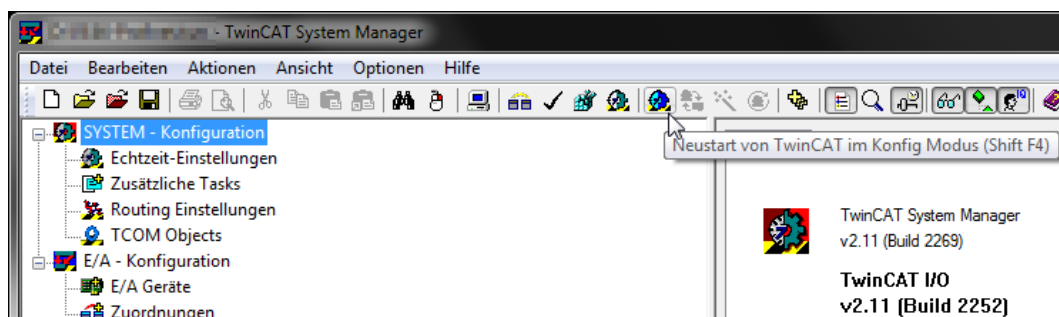 - TwinCAT System Manager
Datei Bearbeiten Aktionen Ansicht Optionen Hilfe
SYSTEM - Konfiguration
Neustart von TwinCAT im Konfig Modus (Shift F4)
Echtzeit-Einstellungen
Zusätzliche Tasks
Routing Einstellungen
TCOM Objects
E/A - Konfiguration
E/A Geräte
Zuordnungen
TwinCAT System Manager
v2.11 (Build 2269)
TwinCAT I/O
v2.11 (Build 2252)